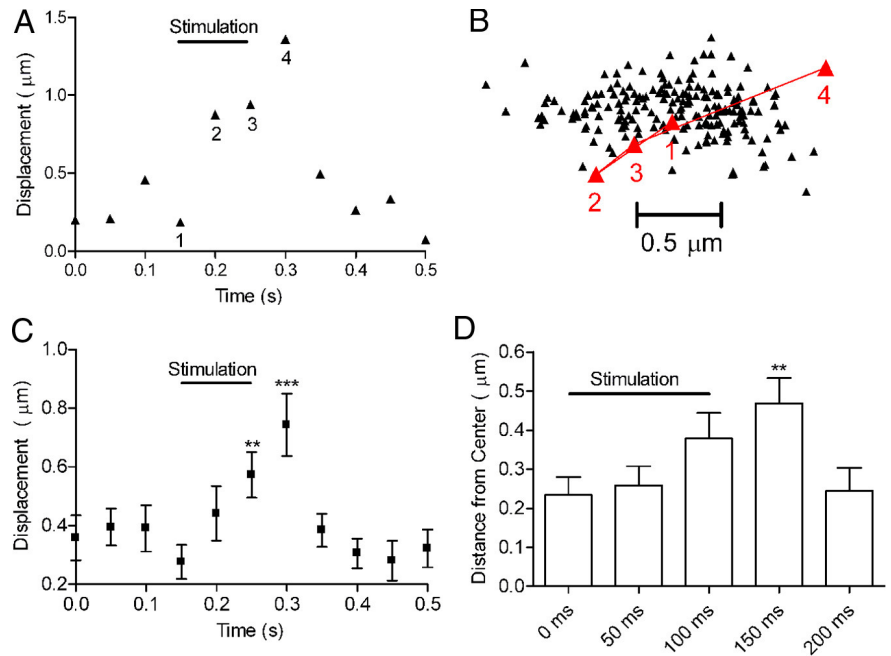 A
Stimulation
Displacement ( μm)
1.5
1.0
0.5
0.0
1
2
3
4
0.0 0.1 0.2 0.3 0.4 0.5
Time (s)
B
1
2
3
4
0.5 μm
C
Stimulation
Displacement ( μm)
1.0
0.8
0.6
0.4
0.2
**
***
0.0 0.1 0.2 0.3 0.4 0.5
Time (s)
D
Stimulation
Distance from Center ( μm)
0.6
0.5
0.4
0.3
0.2
0.1
0.0
**
0 ms
50 ms
100 ms
150 ms
200 ms